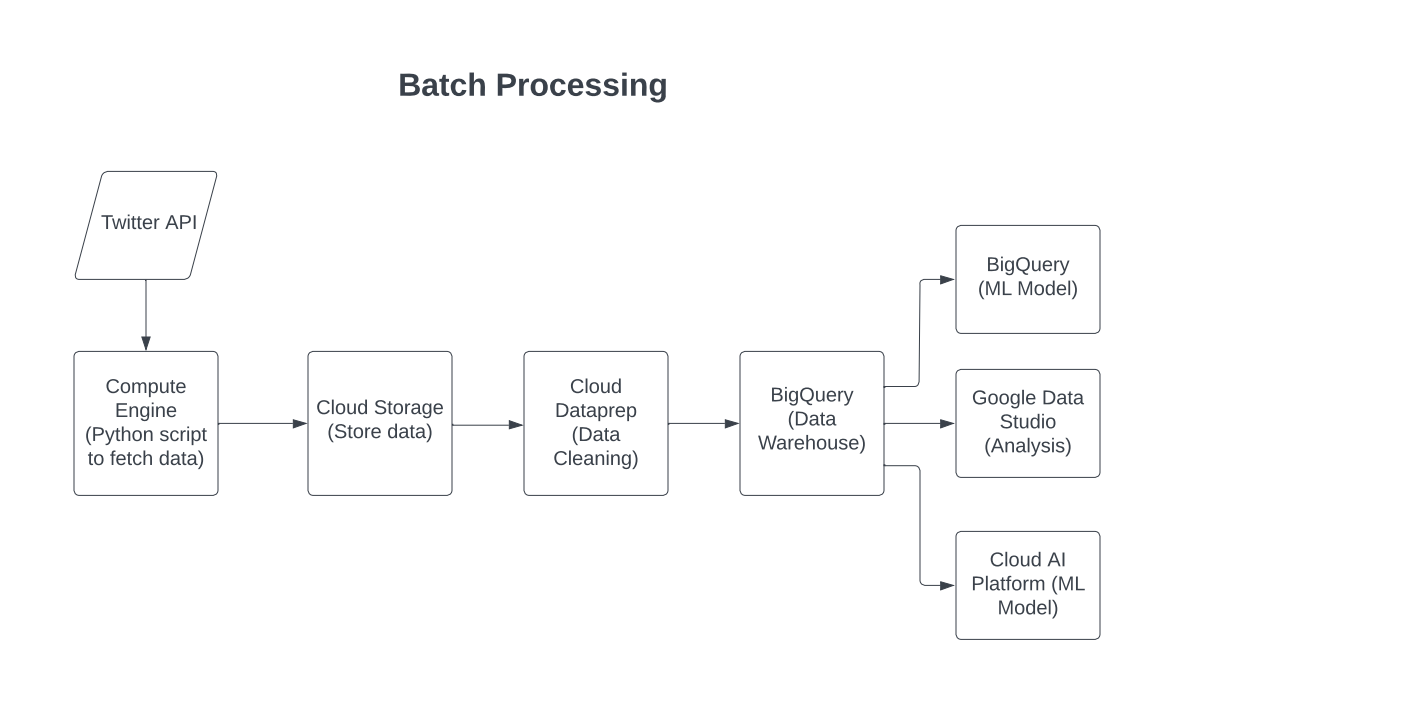 Batch Processing
Twitter API
Compute
Engine
(Python script
to fetch data)
Cloud Storage
(Store data)
Cloud
Dataprep
(Data
Cleaning)
BigQuery
(Data
Warehouse)
BigQuery
(ML Model)
Google Data
Studio
(Analysis)
Cloud AI
Platform (ML
Model)